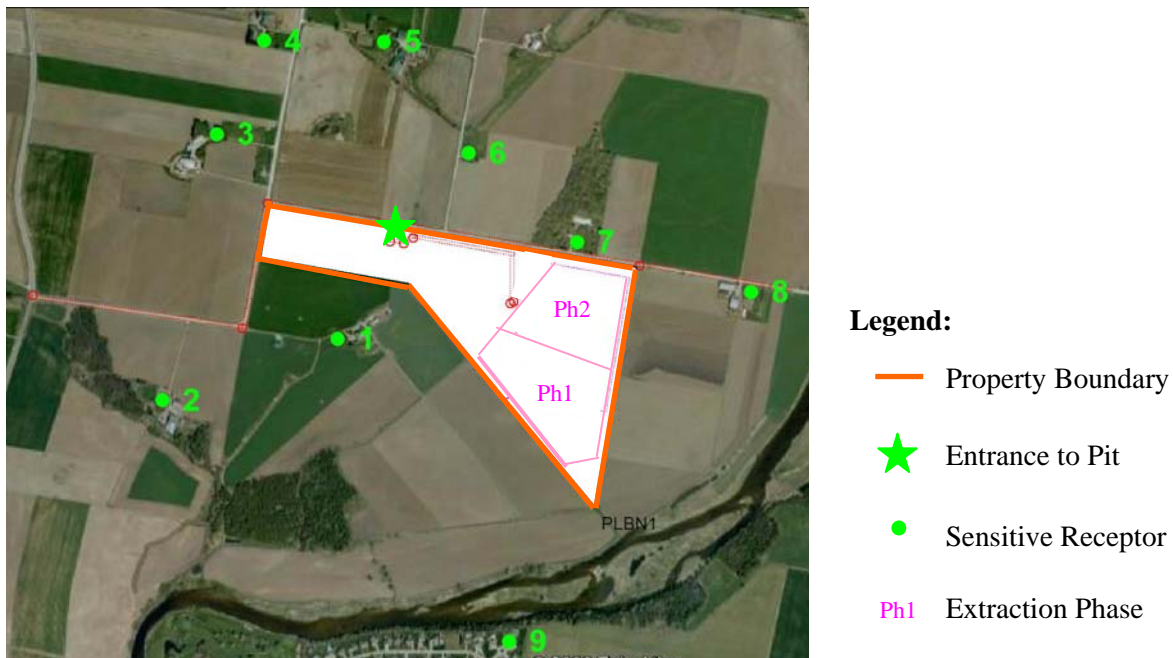 4
5
3
6
7
8
Ph2
1
Ph1
2
PLBN1
9
Legend:
Property Boundary
Entrance to Pit
Sensitive Receptor
Ph1 Extraction Phase